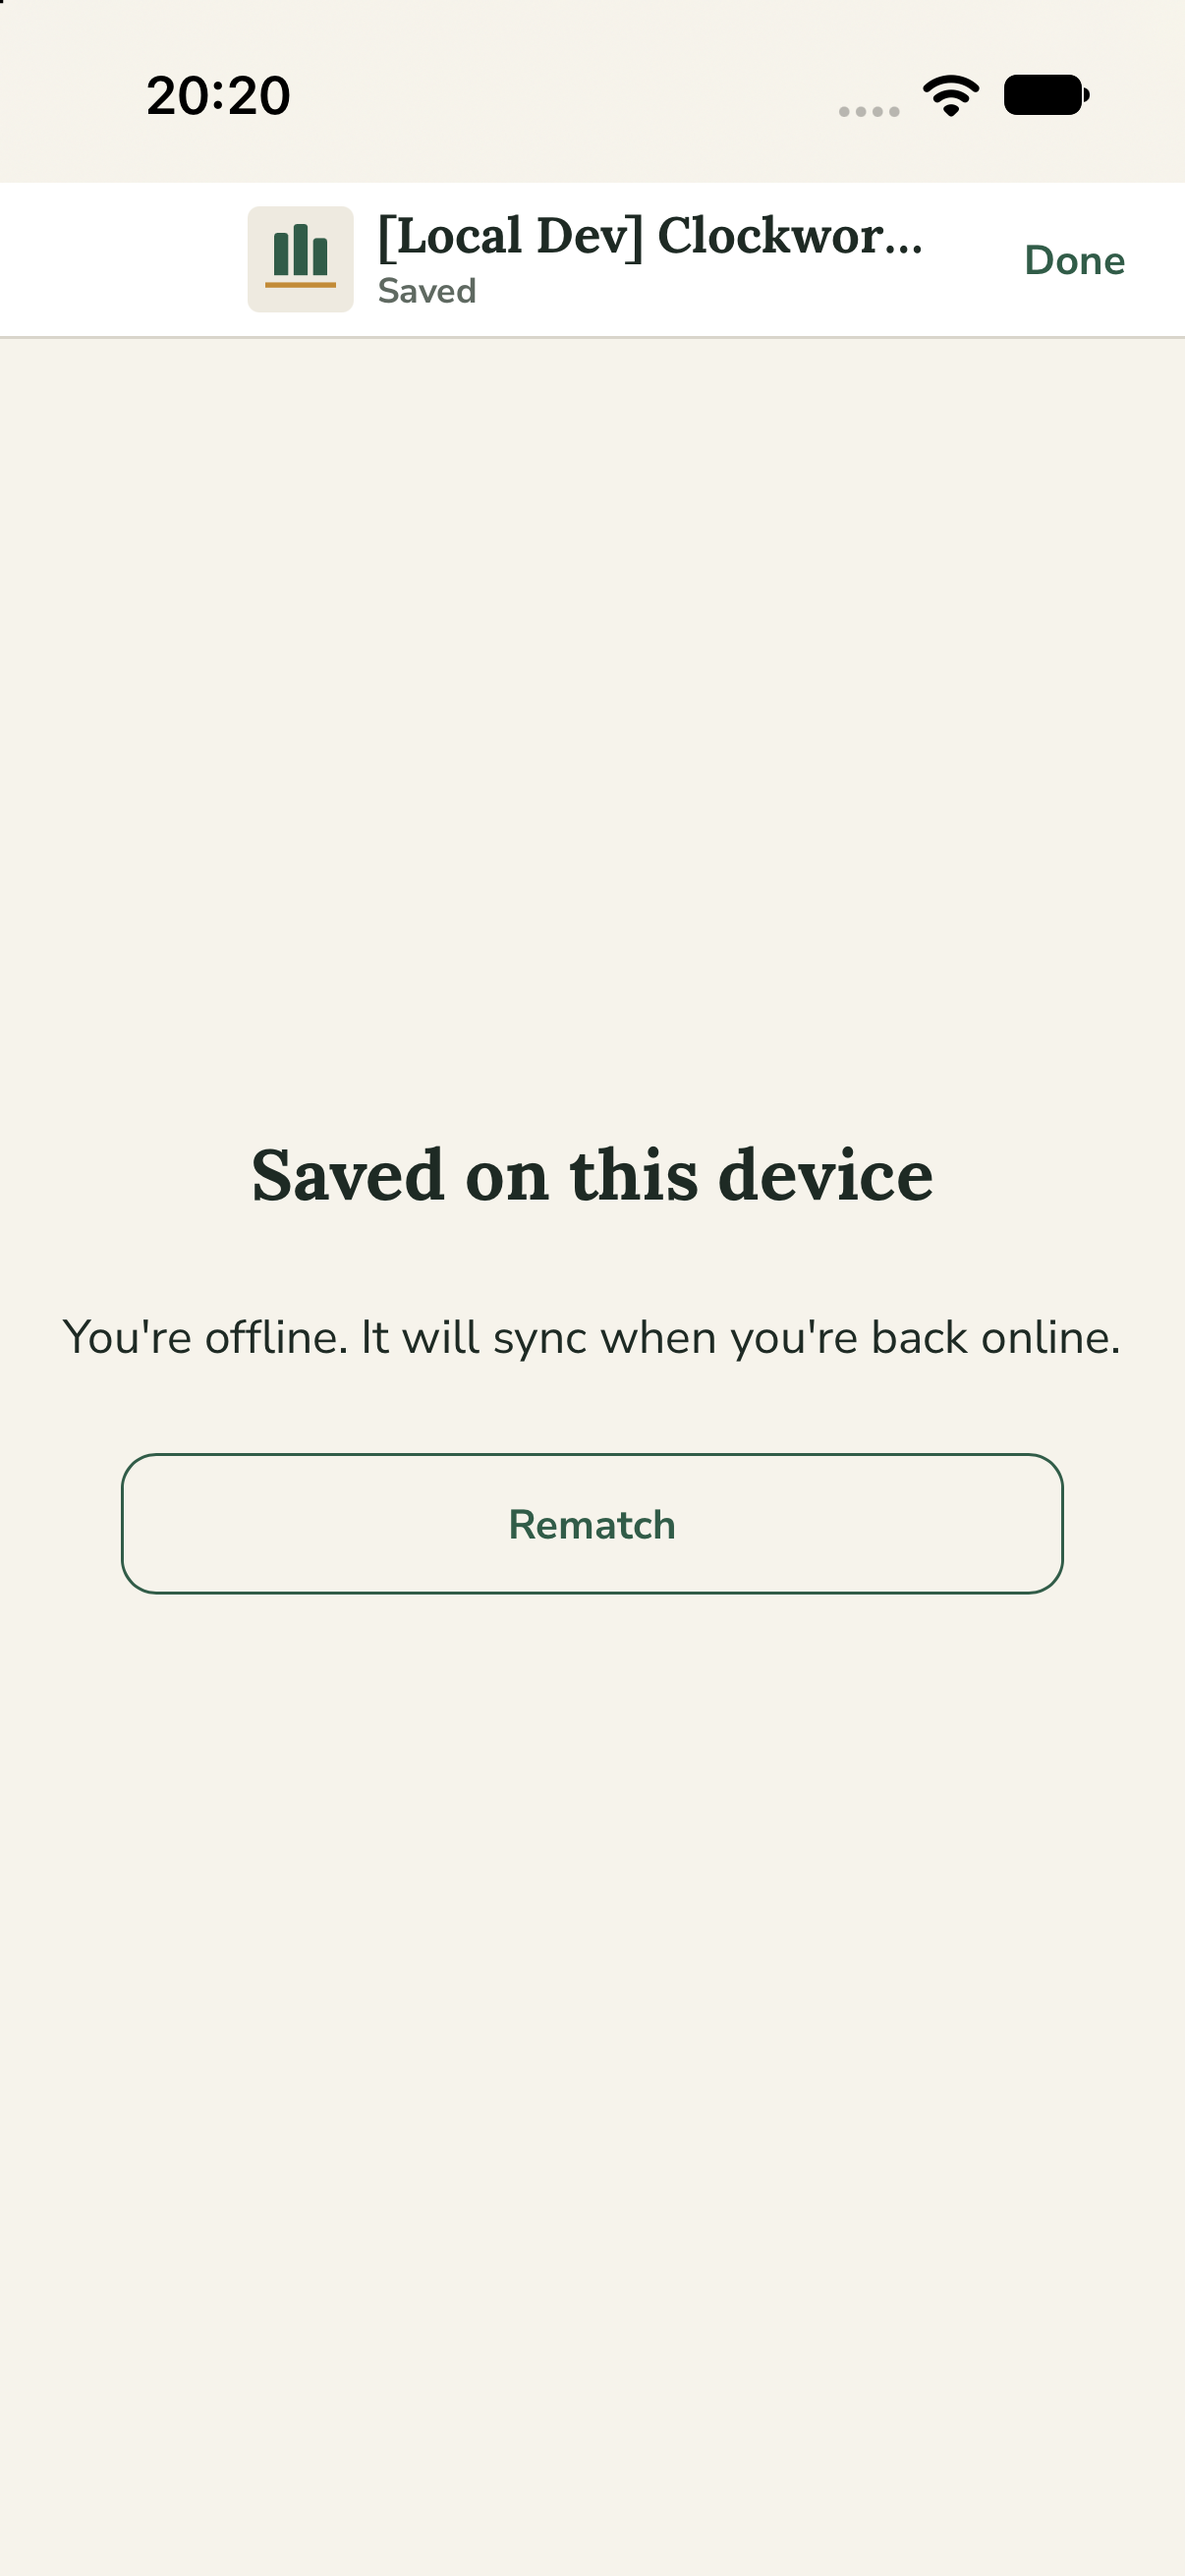 20:20
[Local Dev] Clockwor...
Saved
Done
Saved on this device
You're offline. It will sync when you're back online.
Rematch